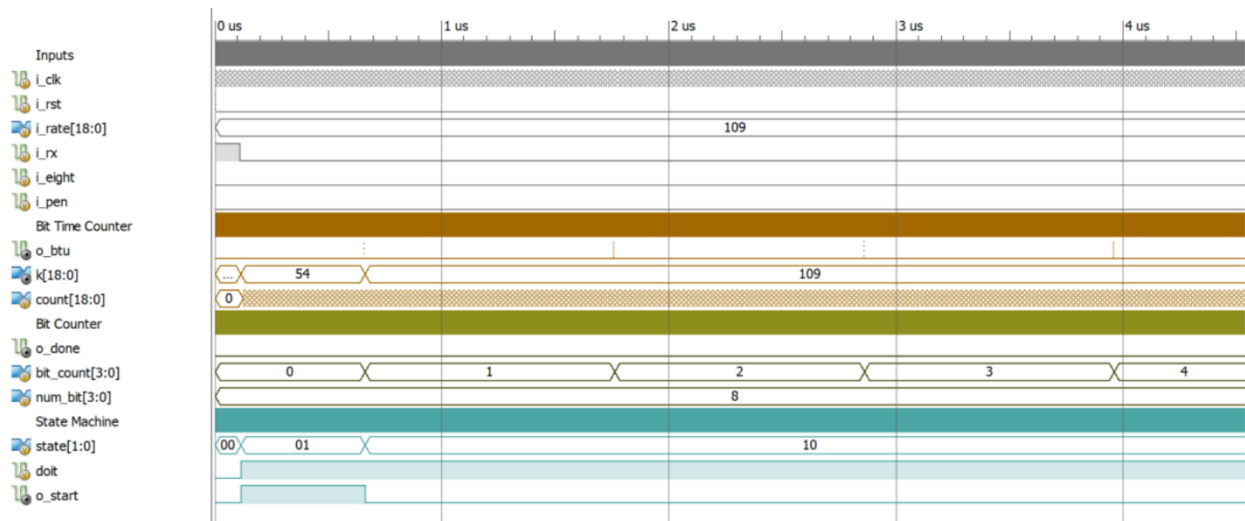 0 us 1 us 2 us 3 us 4 us
Inputs
i_clk
i_rst
i_rate[18:0] 109
i_rx
i_eight
i_pen
Bit Time Counter
o_btu
k[18:0] ... 54 109
count[18:0] 0
Bit Counter
o_done
bit_count[3:0] 0 1 2 3 4
num_bit[3:0] 8
State Machine
state[1:0] 00 01 10
doit
o_start